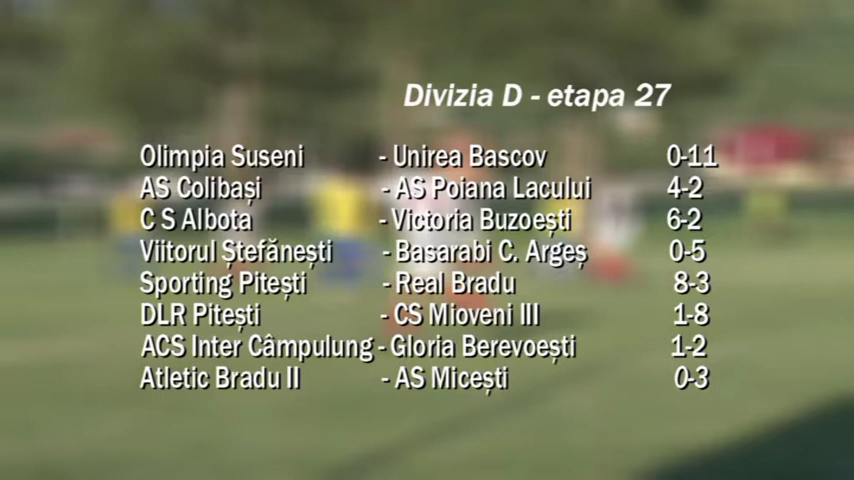 Divizia D - etapa 27
Olimpia Suseni - Unirea Bascov 0-11
AS Colibași - AS Poiana Lacului 4-2
C S Albota - Victoria Buzoești 6-2
Viitorul Ștefănești - Basarabi C. Argeș 0-5
Sporting Pitești - Real Bradu 8-3
DLR Pitești - CS Mioveni III 1-8
ACS Inter Câmpulung - Gloria Berevoești 1-2
Atletic Bradu II - AS Micești 0-3